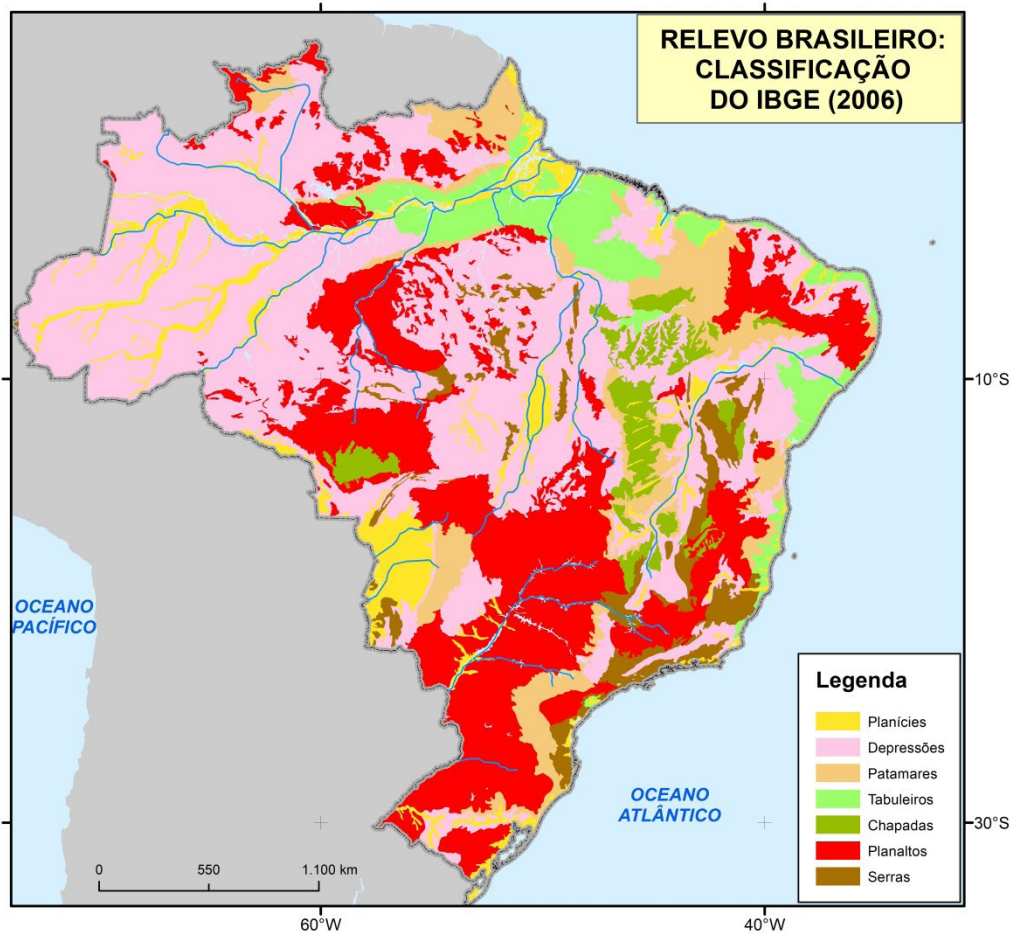 RELEVO BRASILEIRO:
CLASSIFICAÇÃO
DO IBGE (2006)
10°S
OCEANO
PACÍFICO
Legenda
Planícies
Depressões
Patamares
Tabuleiros
Chapadas
Planaltos
Serras
OCEANO
ATLÂNTICO
30°S
0 550 1.100 km
60°W 40°W